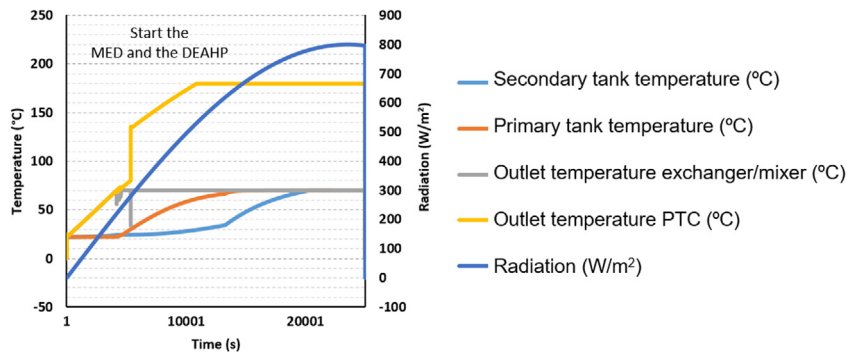 250
200
150
100
50
0
-50
Temperature (°C)
Start the
MED and the DEAHP
900
800
700
600
500
400
300
200
100
0
-100
Radiation (W/m²)
1
10001
20001
Time (s)
Secondary tank temperature (ºC)
Primary tank temperature (ºC)
Outlet temperature exchanger/mixer (ºC)
Outlet temperature PTC (ºC)
Radiation (W/m²)